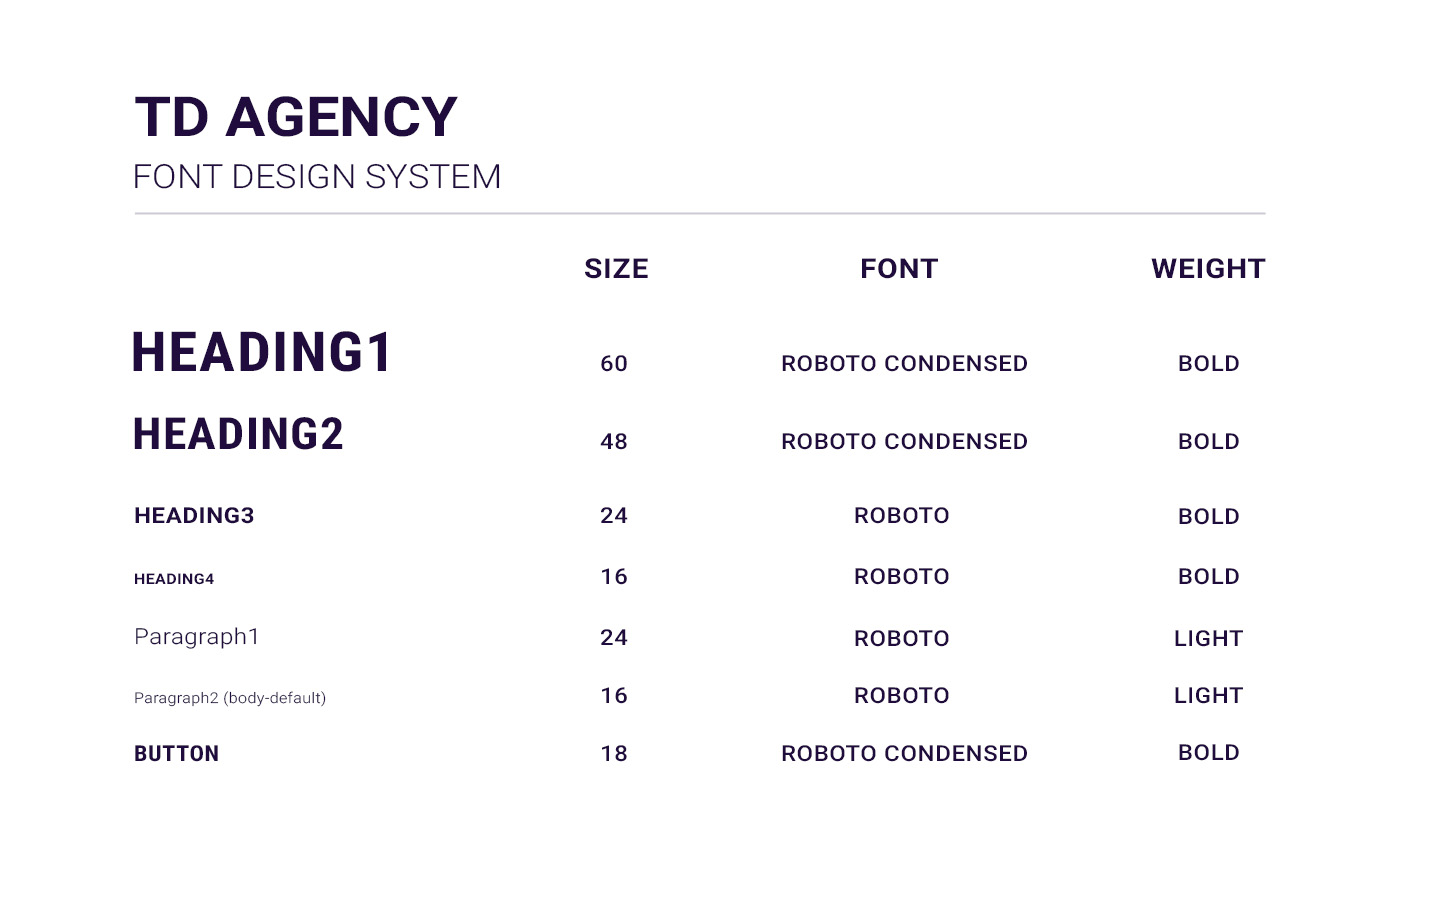 TD AGENCY
FONT DESIGN SYSTEM
SIZE FONT WEIGHT
HEADING1 60 ROBOTO CONDENSED BOLD
HEADING2 48 ROBOTO CONDENSED BOLD
HEADING3 24 ROBOTO BOLD
HEADING4 16 ROBOTO BOLD
Paragraph1 24 ROBOTO LIGHT
Paragraph2 (body-default) 16 ROBOTO LIGHT
BUTTON 18 ROBOTO CONDENSED BOLD